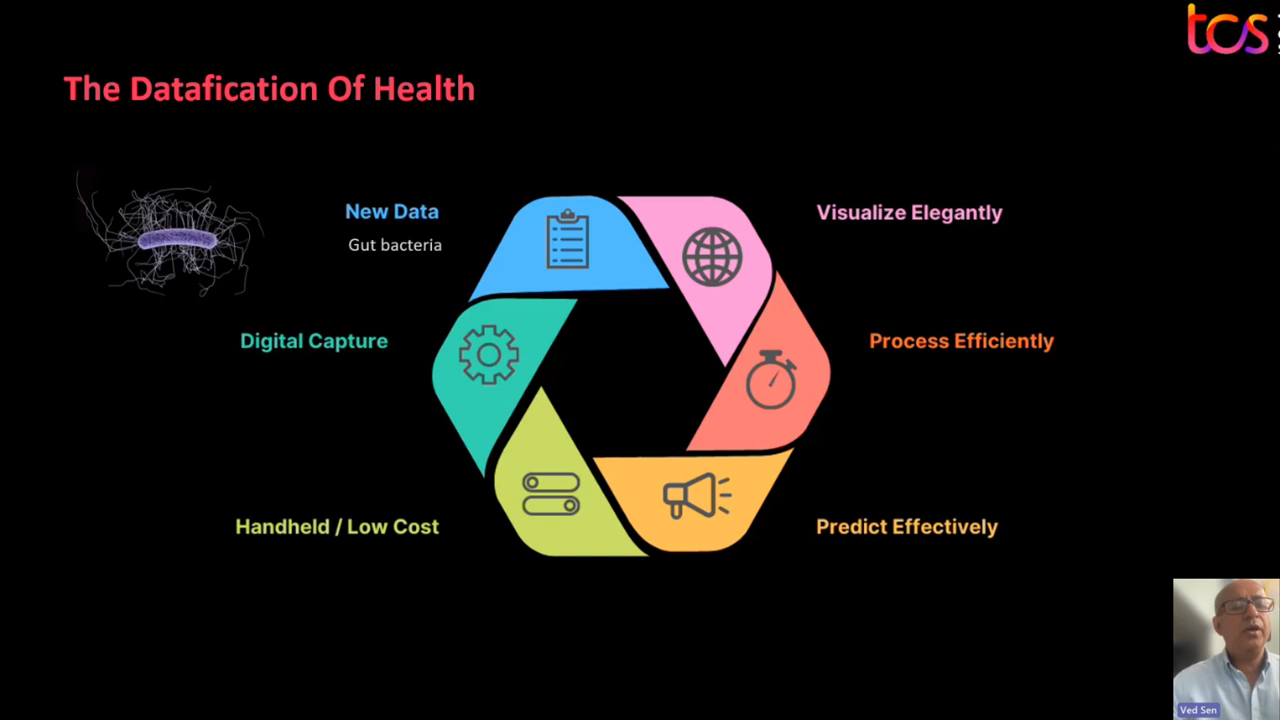 tcs
The Datafication Of Health
New Data
Gut bacteria
Visualize Elegantly
Digital Capture
Process Efficiently
Handheld / Low Cost
Predict Effectively
Ved Sen